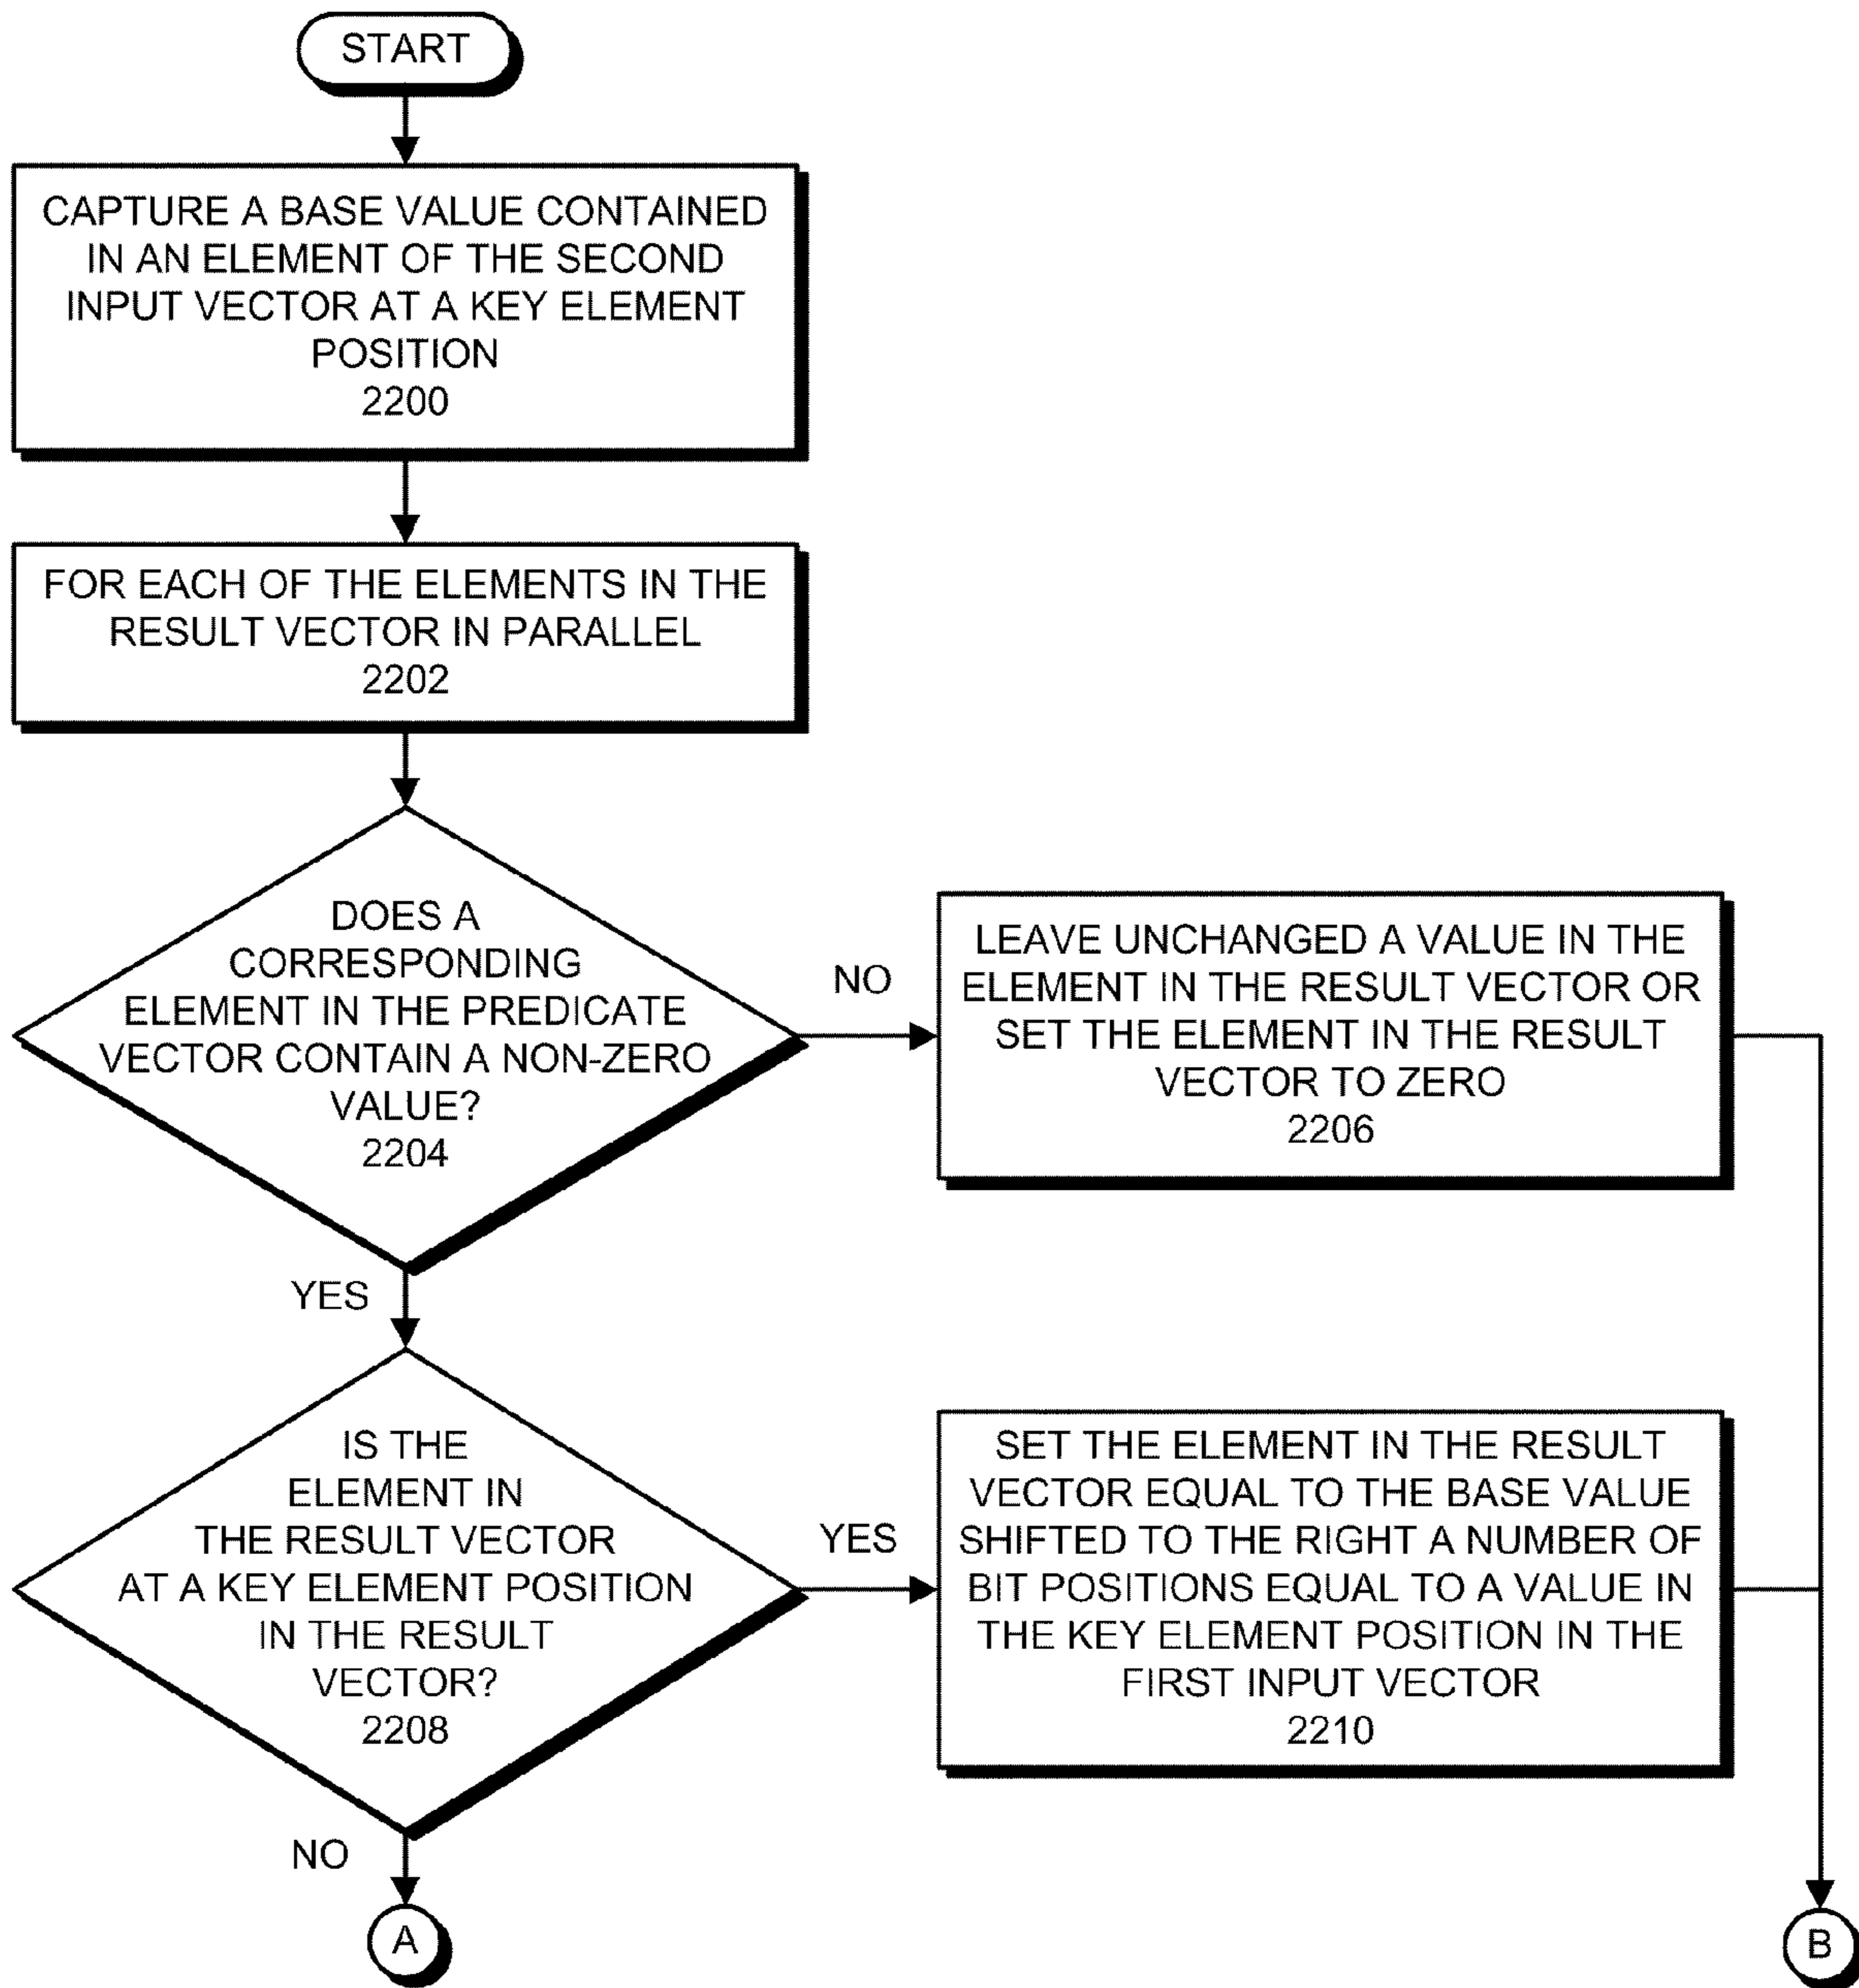 START
CAPTURE A BASE VALUE CONTAINED
IN AN ELEMENT OF THE SECOND
INPUT VECTOR AT A KEY ELEMENT
POSITION
2200
FOR EACH OF THE ELEMENTS IN THE
RESULT VECTOR IN PARALLEL
2202
DOES A
CORRESPONDING
ELEMENT IN THE PREDICATE
VECTOR CONTAIN A NON-ZERO
VALUE?
2204
NO
LEAVE UNCHANGED A VALUE IN THE
ELEMENT IN THE RESULT VECTOR OR
SET THE ELEMENT IN THE RESULT
VECTOR TO ZERO
2206
YES
IS THE
ELEMENT IN
THE RESULT VECTOR
AT A KEY ELEMENT POSITION
IN THE RESULT
VECTOR?
2208
YES
SET THE ELEMENT IN THE RESULT
VECTOR EQUAL TO THE BASE VALUE
SHIFTED TO THE RIGHT A NUMBER OF
BIT POSITIONS EQUAL TO A VALUE IN
THE KEY ELEMENT POSITION IN THE
FIRST INPUT VECTOR
2210
NO
A
B